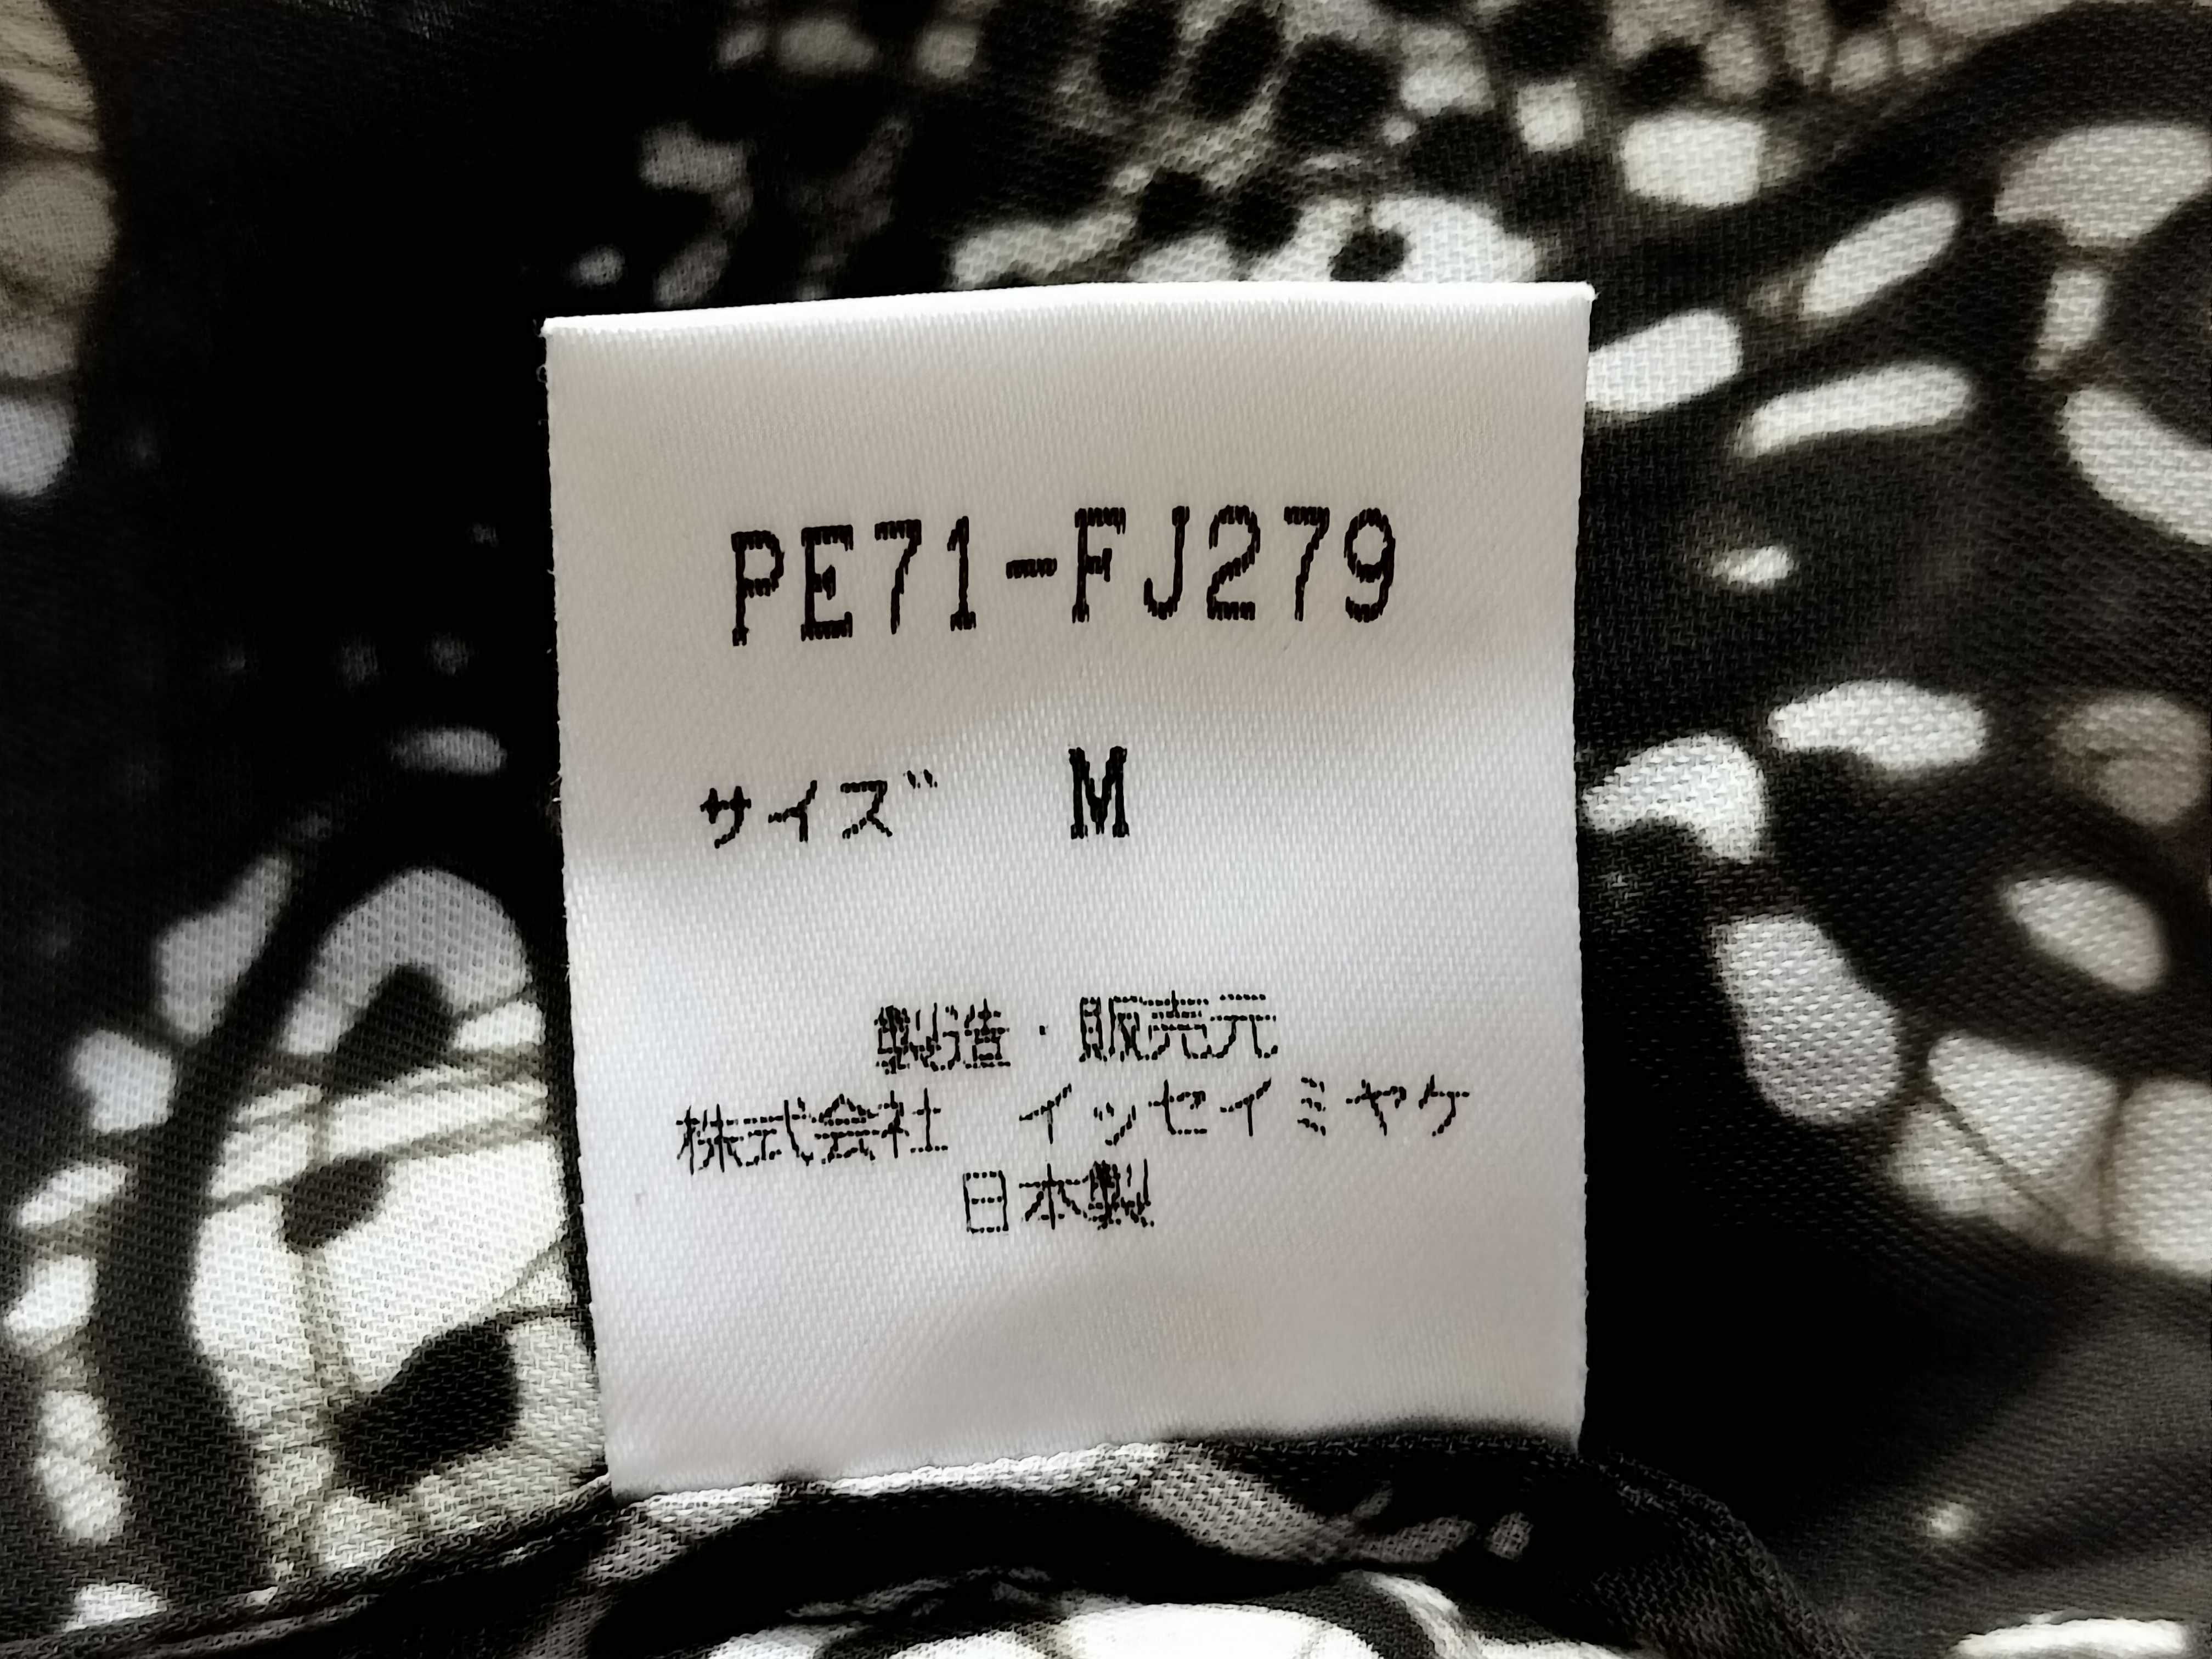 PE71-FJ279
サイズ M
製造・販売元
株式会社 イッセイミヤケ
日本製